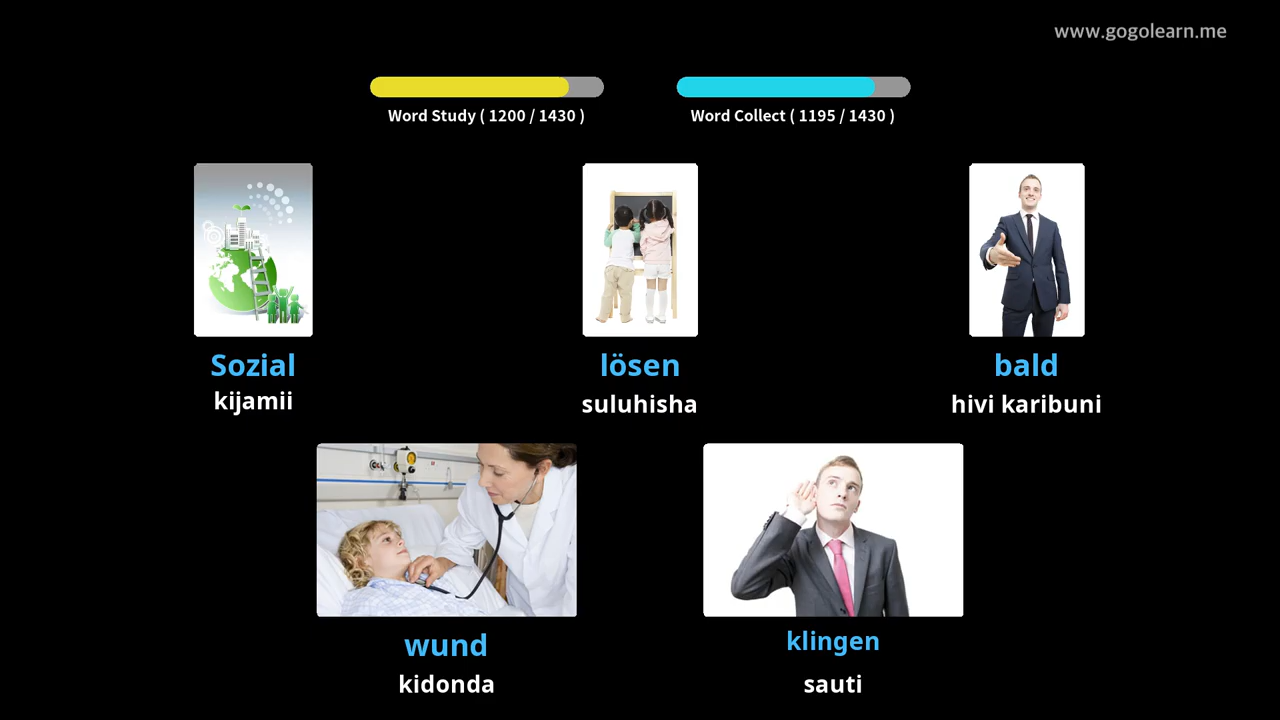 www.gogolearn.me
Word Study ( 1200 / 1430 )
Word Collect ( 1195 / 1430 )
Sozial
kijamii
lösen
suluhisha
bald
hivi karibuni
wund
kidonda
klingen
sauti